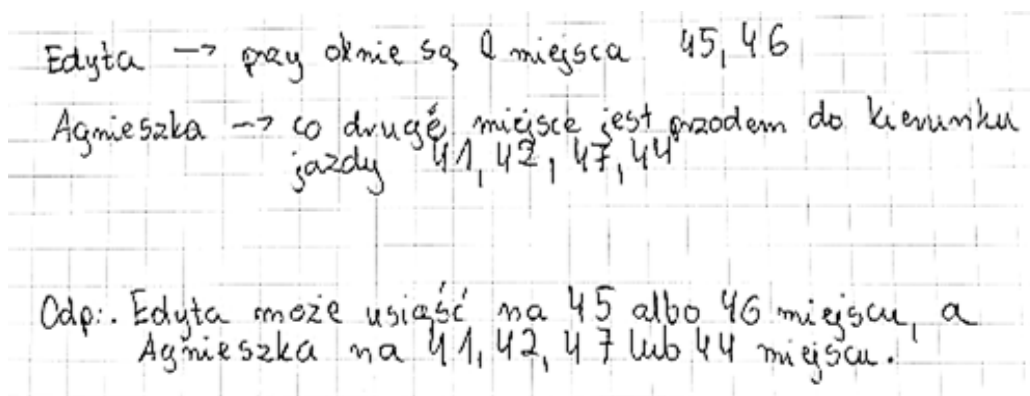 Edyta → przy oknie są 2 miejsca 45, 46
Agnieszka → co drugie miejsce jest przodem do kierunku
jazdy 41, 42, 47, 44
Odp.: Edyta może usiąść na 45 albo 46 miejscu, a
Agnieszka na 41, 42, 47 lub 44 miejscu.